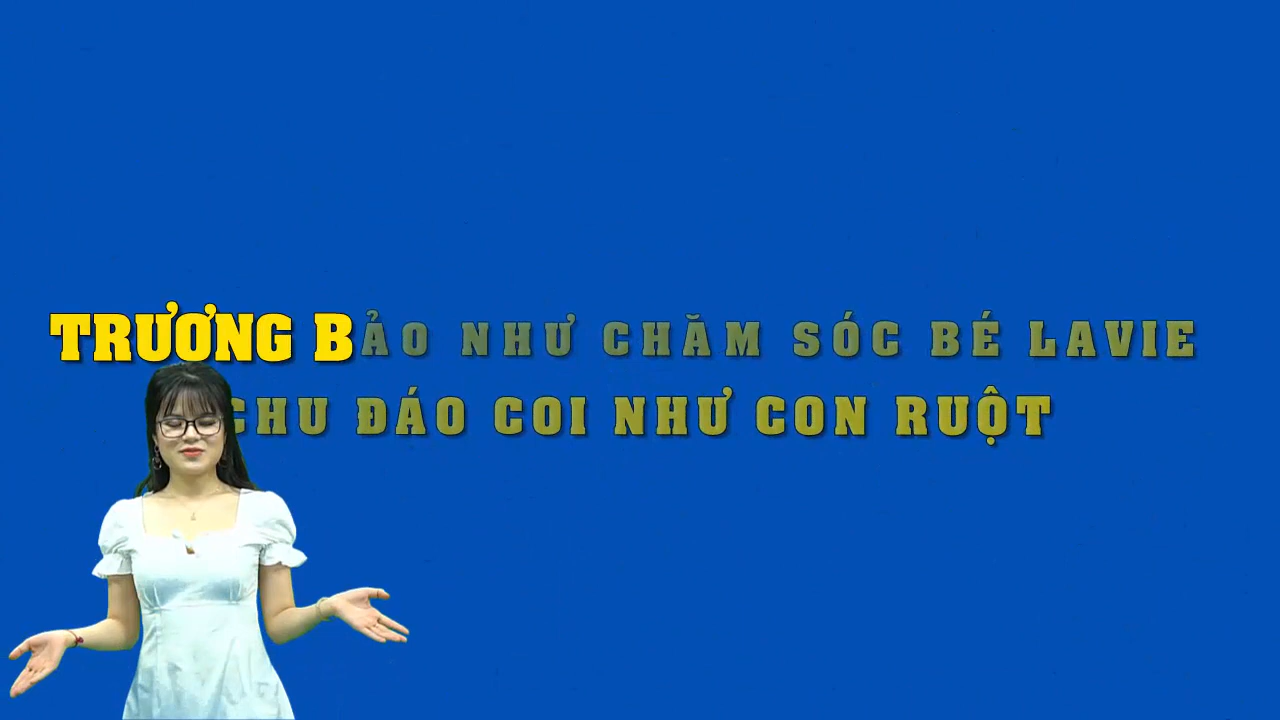 TRƯƠNG BẢO NHƯ CHĂM SÓC BÉ LAVIE
CHU ĐÁO COI NHƯ CON RUỘT